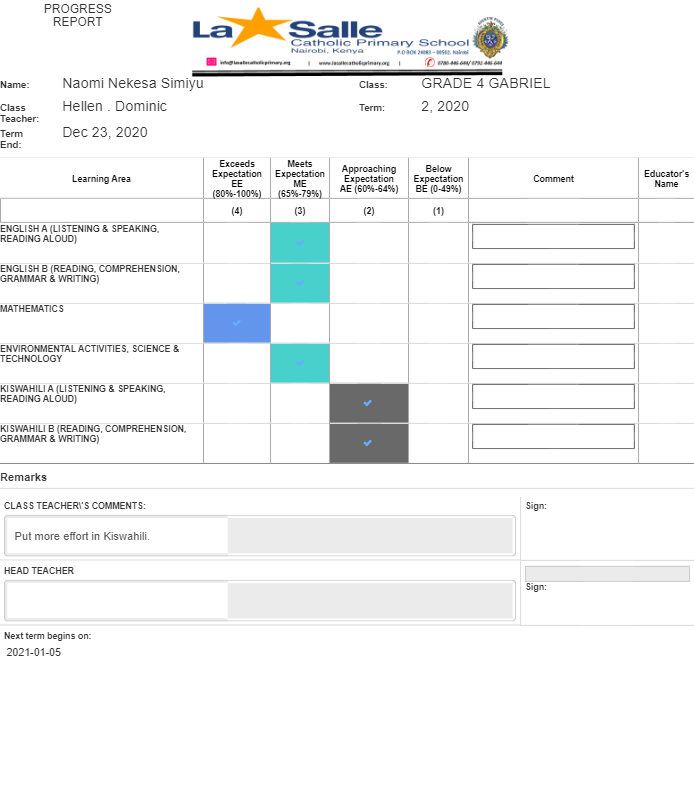 PROGRESS
REPORT
La Salle
Catholic Primary School
Nairobi, Kenya
P.O BOX 24083 – 00502, Nairobi
info@lasallecatholicprimary.org | www.lasallecatholicprimary.org | 0780-446-644/ 0792-446-644
Name: Naomi Nekesa Simiyu Class: GRADE 4 GABRIEL
Class Teacher: Hellen . Dominic Term: 2, 2020
Term End: Dec 23, 2020
Learning Area
Exceeds Expectation EE (80%-100%)
Meets Expectation ME (65%-79%)
Approaching Expectation AE (60%-64%)
Below Expectation BE (0-49%)
Comment
Educator's Name
(4) (3) (2) (1)
ENGLISH A (LISTENING & SPEAKING,
READING ALOUD)
ENGLISH B (READING, COMPREHENSION,
GRAMMAR & WRITING)
MATHEMATICS
ENVIRONMENTAL ACTIVITIES, SCIENCE &
TECHNOLOGY
KISWAHILI A (LISTENING & SPEAKING,
READING ALOUD)
KISWAHILI B (READING, COMPREHENSION,
GRAMMAR & WRITING)
Remarks
CLASS TEACHER\'S COMMENTS: Sign:
Put more effort in Kiswahili.
HEAD TEACHER
Sign:
Next term begins on:
2021-01-05